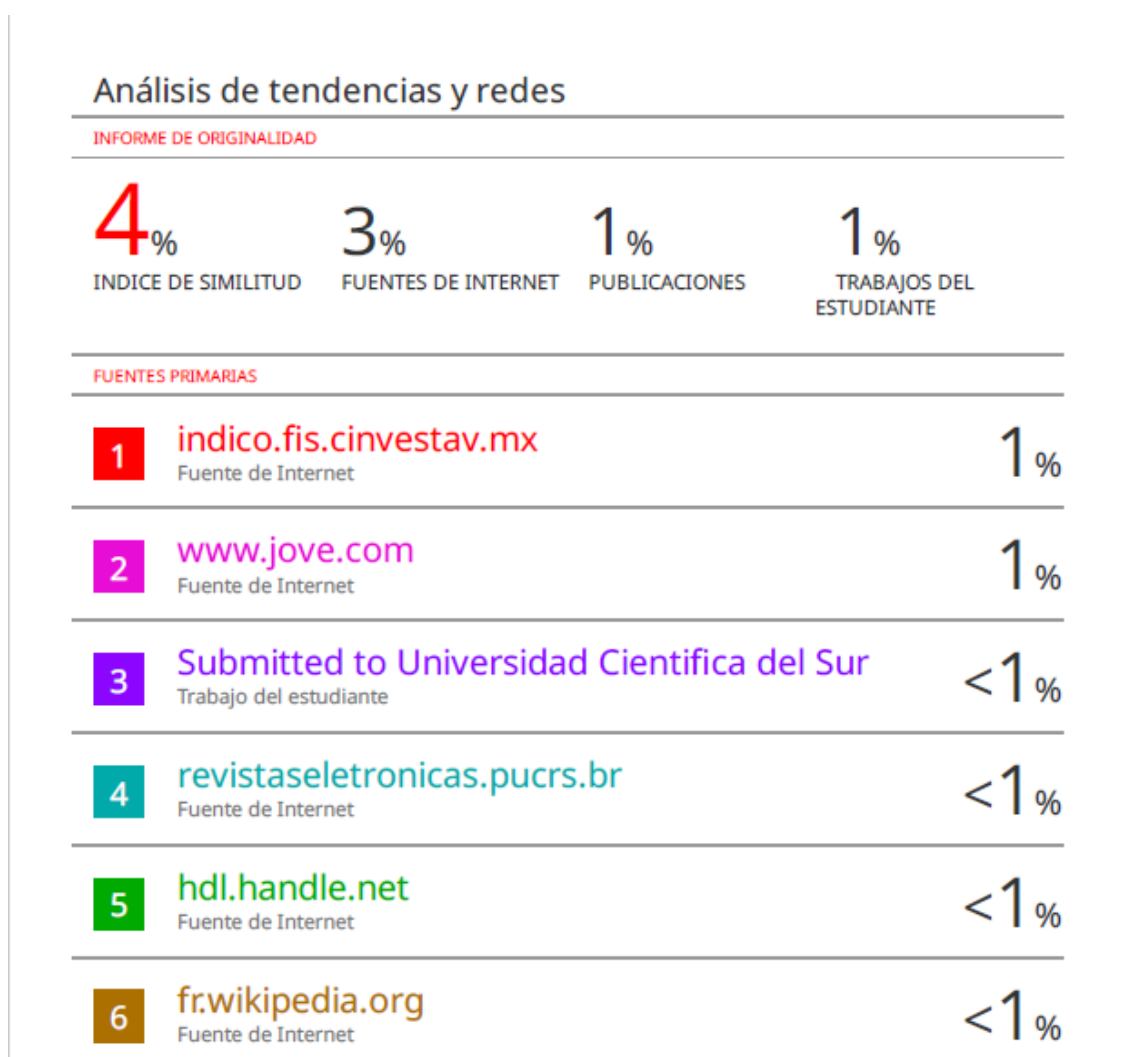 Análisis de tendencias y redes
INFORME DE ORIGINALIDAD
4%
INDICE DE SIMILITUD
3%
FUENTES DE INTERNET
1%
PUBLICACIONES
1%
TRABAJOS DEL
ESTUDIANTE
FUENTES PRIMARIAS
1
indico.fis.cinvestav.mx
Fuente de Internet
1%
2
www.jove.com
Fuente de Internet
1%
3
Submitted to Universidad Cientifica del Sur
Trabajo del estudiante
<1%
4
revistaseletronicas.pucrs.br
Fuente de Internet
<1%
5
hdl.handle.net
Fuente de Internet
<1%
6
fr.wikipedia.org
Fuente de Internet
<1%